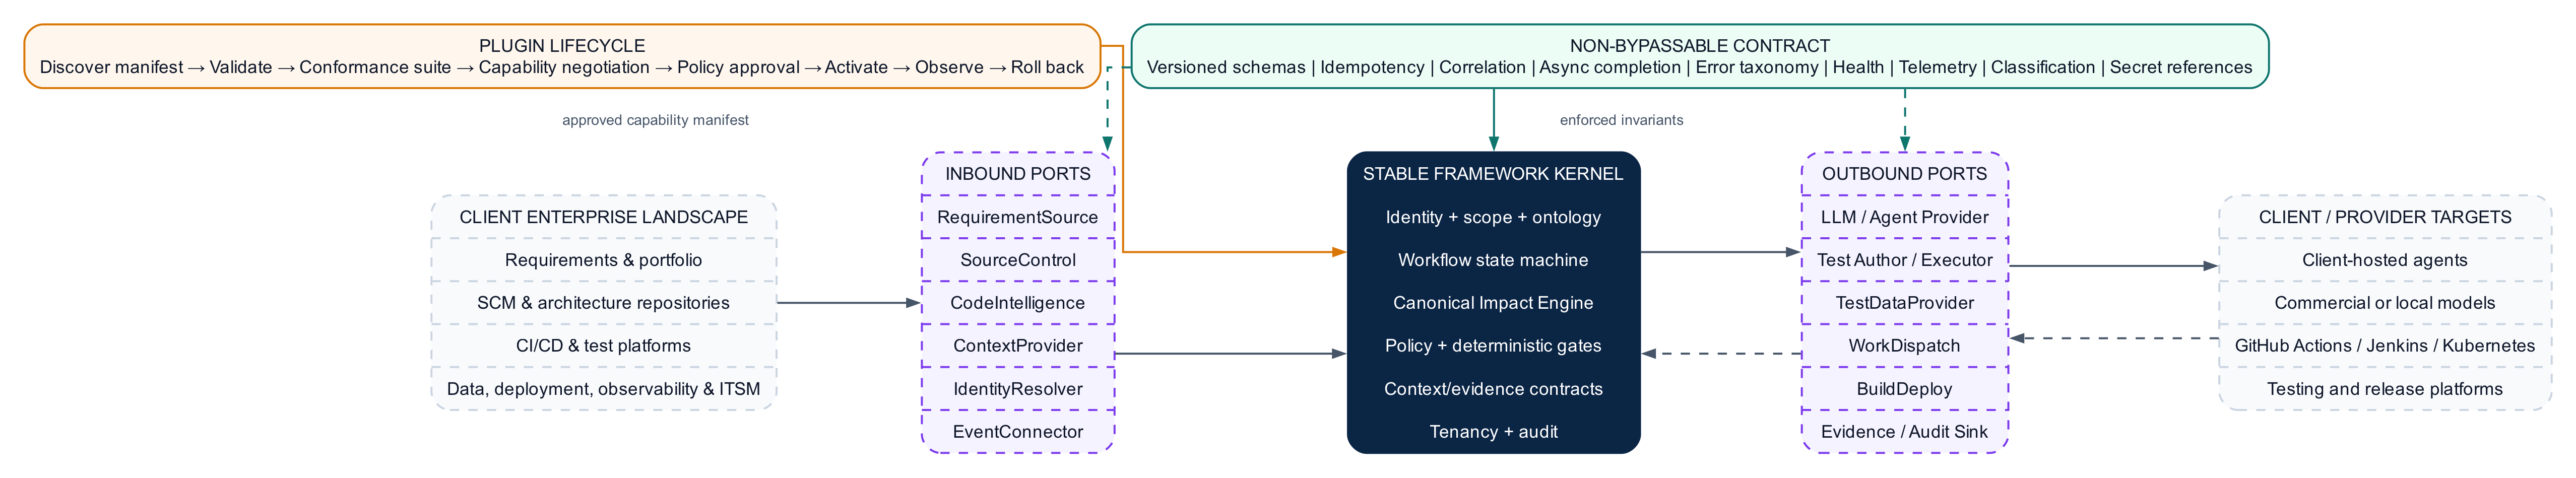 PLUGIN LIFECYCLE
Discover manifest → Validate → Conformance suite → Capability negotiation → Policy approval → Activate → Observe → Roll back
NON-BYPASSABLE CONTRACT
Versioned schemas | Idempotency | Correlation | Async completion | Error taxonomy | Health | Telemetry | Classification | Secret references
approved capability manifest
enforced invariants
CLIENT ENTERPRISE LANDSCAPE
Requirements & portfolio
SCM & architecture repositories
CI/CD & test platforms
Data, deployment, observability & ITSM
INBOUND PORTS
RequirementSource
SourceControl
CodeIntelligence
ContextProvider
IdentityResolver
EventConnector
STABLE FRAMEWORK KERNEL
Identity + scope + ontology
Workflow state machine
Canonical Impact Engine
Policy + deterministic gates
Context/evidence contracts
Tenancy + audit
OUTBOUND PORTS
LLM / Agent Provider
Test Author / Executor
TestDataProvider
WorkDispatch
BuildDeploy
Evidence / Audit Sink
CLIENT / PROVIDER TARGETS
Client-hosted agents
Commercial or local models
GitHub Actions / Jenkins / Kubernetes
Testing and release platforms